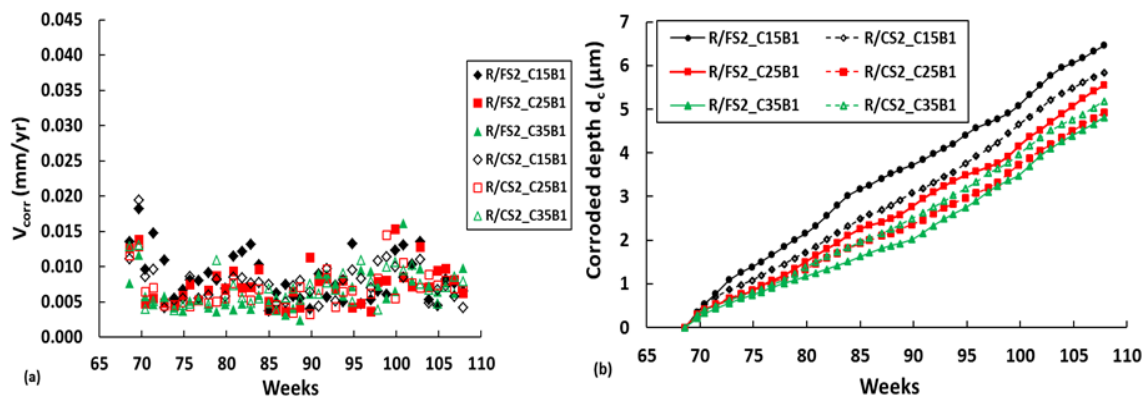 0.045
0.040
0.035
0.030
0.025
0.020
0.015
0.010
0.005
0.000
V_corr (mm/yr)
65 70 75 80 85 90 95 100 105 110
Weeks
(a)
R/FS2_C15B1
R/FS2_C25B1
R/FS2_C35B1
R/CS2_C15B1
R/CS2_C25B1
R/CS2_C35B1
7
6
5
4
3
2
1
0
Corroded depth d_c (μm)
R/FS2_C15B1 R/CS2_C15B1
R/FS2_C25B1 R/CS2_C25B1
R/FS2_C35B1 R/CS2_C35B1
65 70 75 80 85 90 95 100 105 110
Weeks
(b)